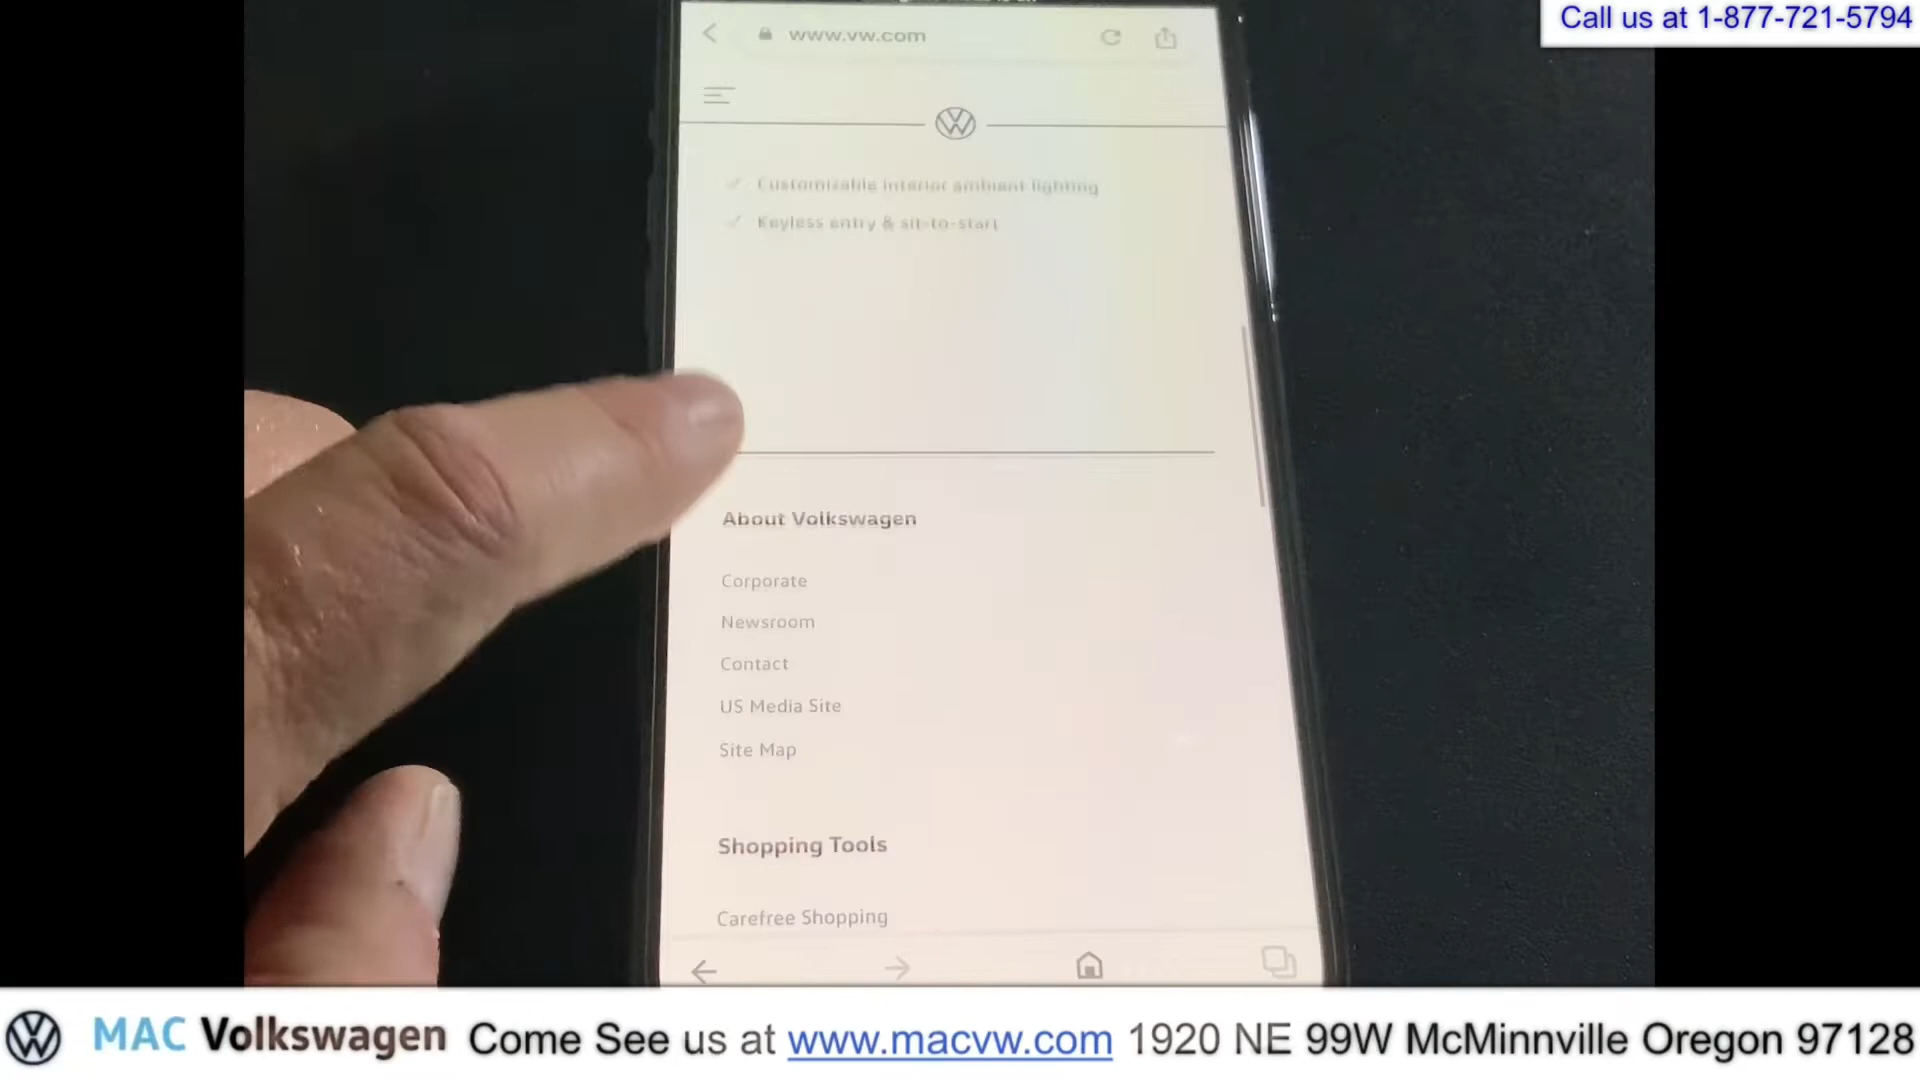 Call us at 1-877-721-5794
www.vw.com
Customizable interior ambient lighting
Keyless entry & sit-to-start
About Volkswagen
Corporate
Newsroom
Contact
US Media Site
Site Map
Shopping Tools
Carefree Shopping
MAC Volkswagen Come See us at www.macvw.com 1920 NE 99W McMinnville Oregon 97128